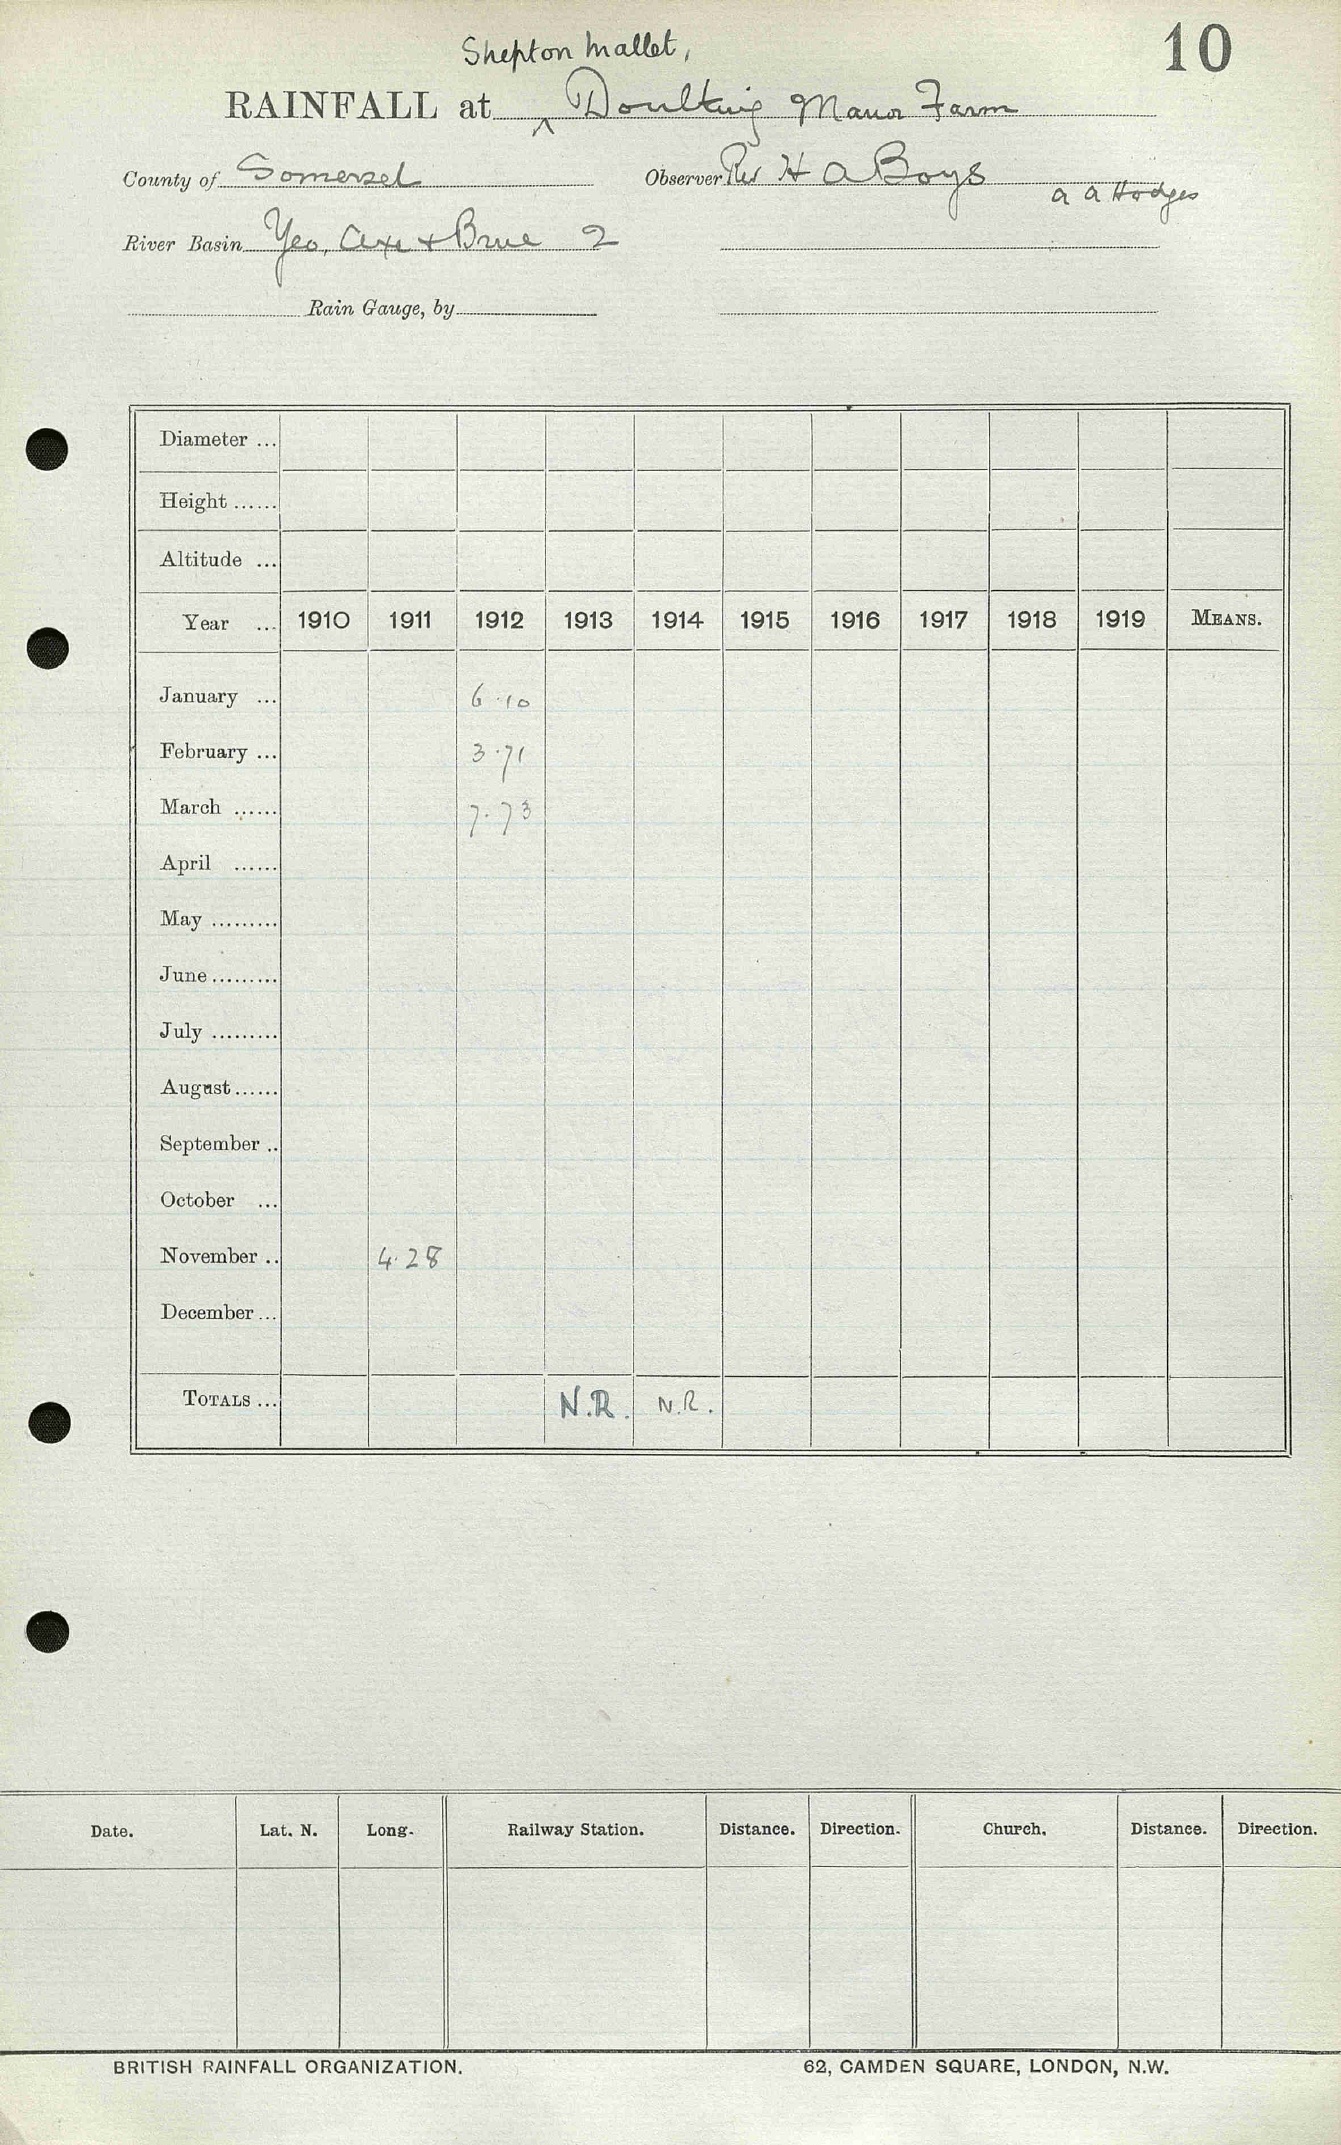 10
Shepton Mallet,
RAINFALL at ^ Doulting Manor Farm
County of Somerset Observer Rev H A Boys
a a Hodges
River Basin Yeo, Axe + Brue 2
Rain Gauge, by
Diameter ...
Height ......
Altitude ...
Year ... 1910 1911 1912 1913 1914 1915 1916 1917 1918 1919 MEANS.
January ... 6.10
February ... 3.71
March ...... 7.73
April ......
May .........
June .........
July .........
August ......
September ..
October ...
November .. 4.28
December ...
TOTALS ... N.R. N.R.
Date. Lat. N. Long. Railway Station. Distance. Direction. Church. Distance. Direction.
BRITISH RAINFALL ORGANIZATION. 62, CAMDEN SQUARE, LONDON, N.W.